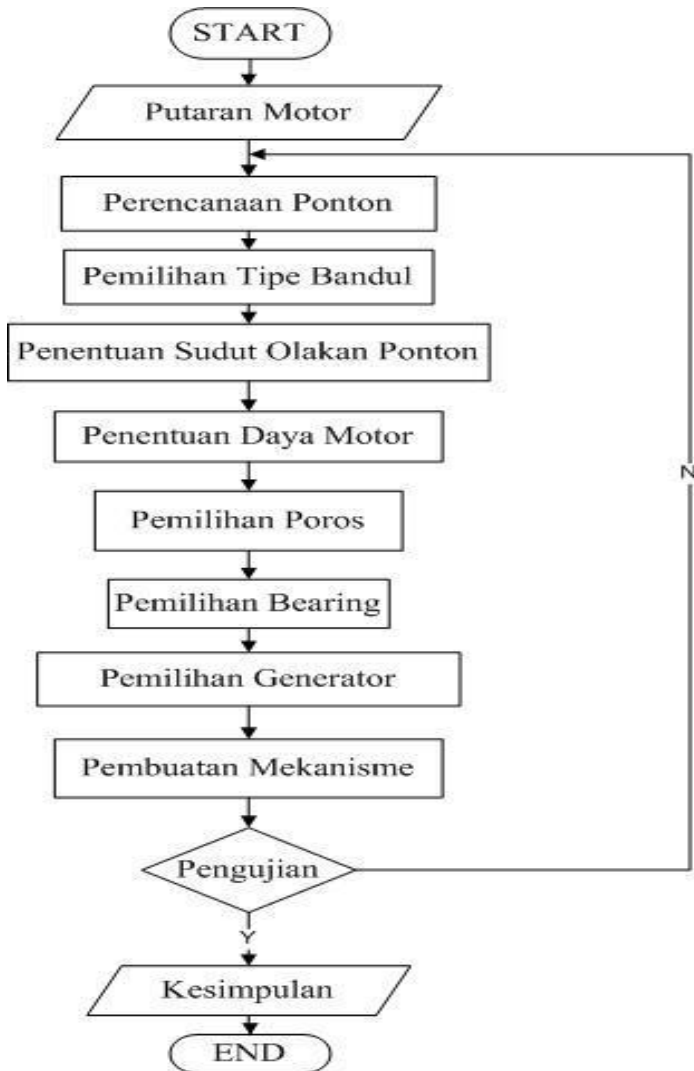 START
Putaran Motor
Perencanaan Ponton
Pemilihan Tipe Bandul
Penentuan Sudut Olakan Ponton
Penentuan Daya Motor
N
Pemilihan Poros
Pemilihan Bearing
Pemilihan Generator
Pembuatan Mekanisme
Pengujian
Y
Kesimpulan
END